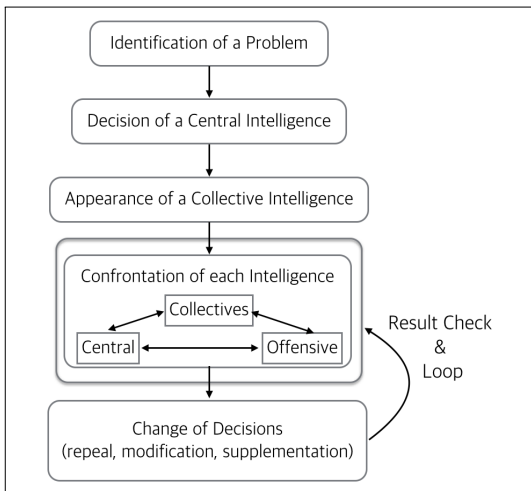 Identification of a Problem
Decision of a Central Intelligence
Appearance of a Collective Intelligence
Confrontation of each Intelligence
Collectives
Central
Offensive
Result Check
&
Loop
Change of Decisions
(repeal, modification, supplementation)